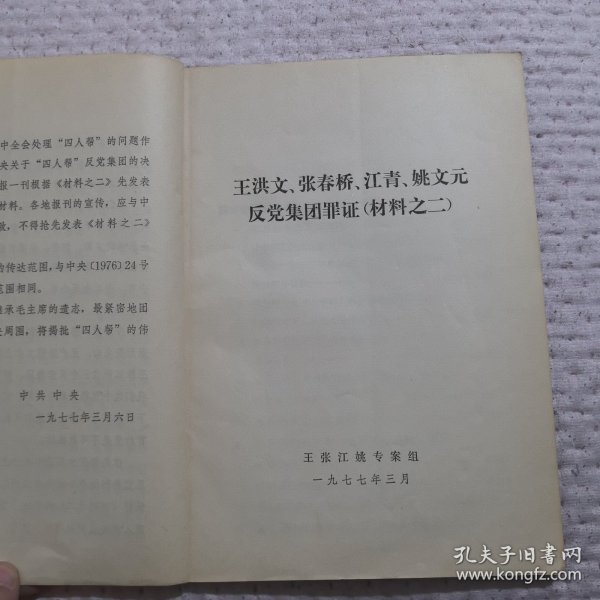 中全会处理“四人帮”的问题作
央关于“四人帮”反党集团的决
报一刊根据《材料之二》先发表
材料。各地报刊的宣传，应与中
致，不得抢先发表《材料之二》
的传达范围，与中央〔1976〕24号
范围相同。
继承毛主席的遗志，最紧密地团
央周围，将揭批“四人帮”的伟
中共中央
一九七七年三月六日
王洪文、张春桥、江青、姚文元
反党集团罪证（材料之二）
王张江姚专案组
一九七七年三月
孔夫子旧书网
www.kongfz.com